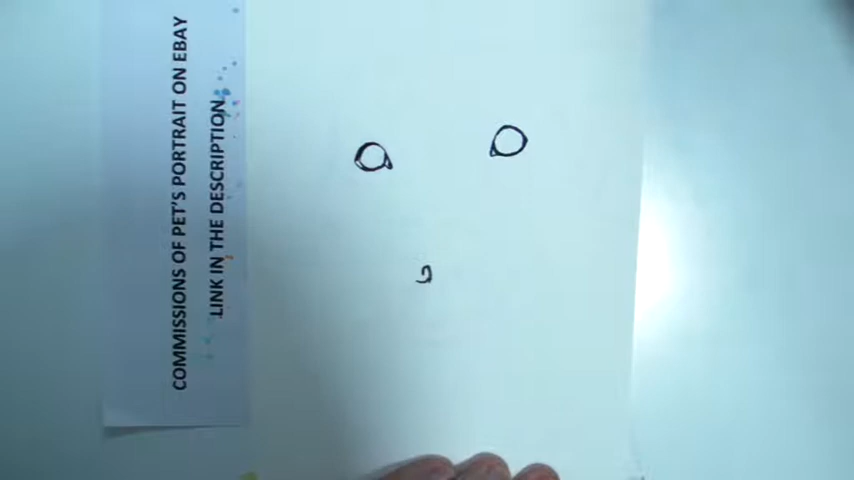 COMMISSIONS OF PET'S PORTRAIT ON EBAY
LINK IN THE DESCRIPTION